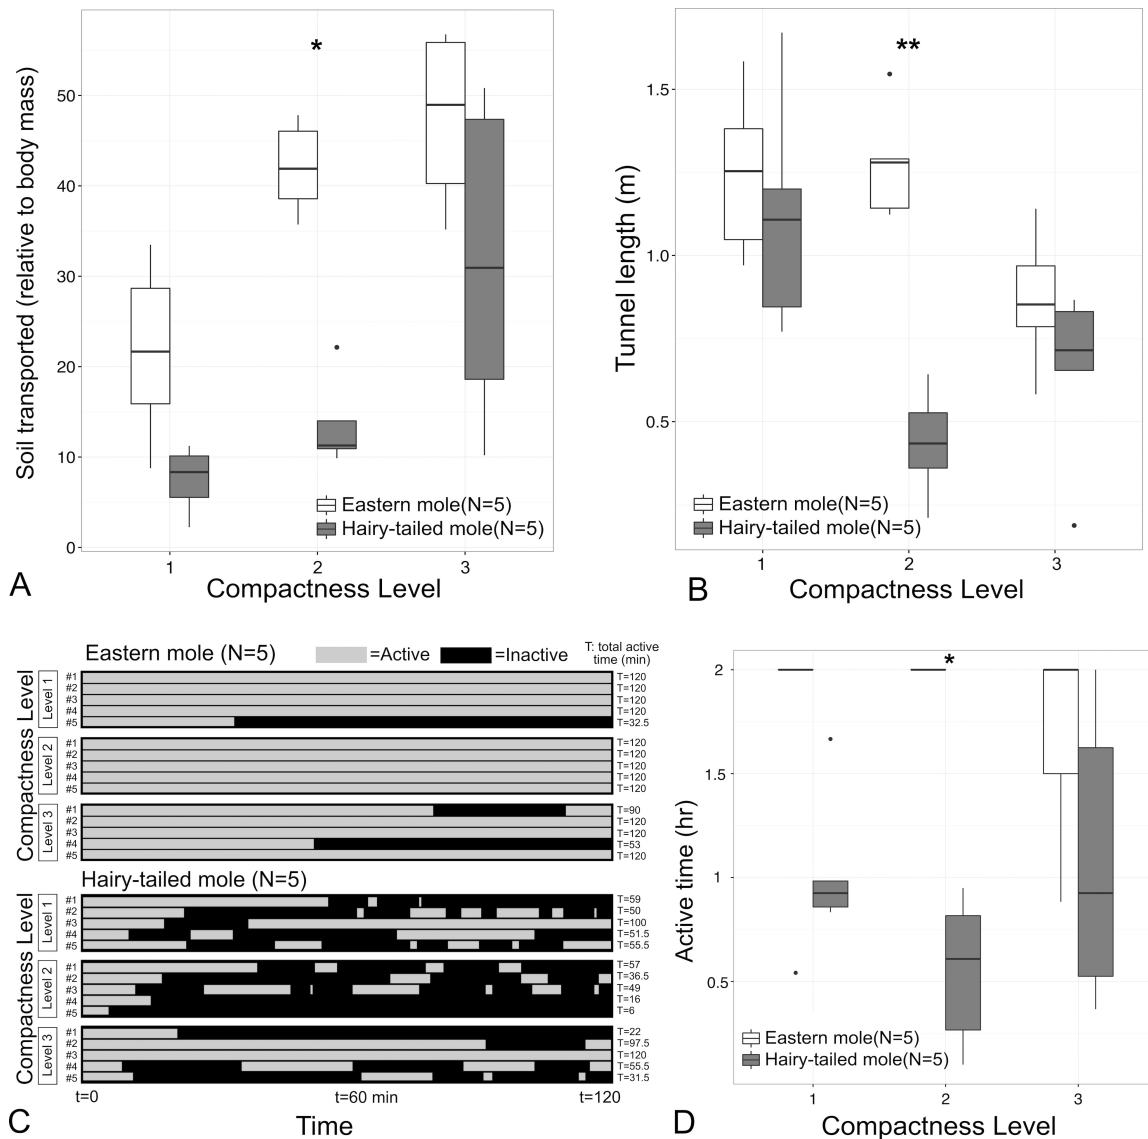 Soil transported (relative to body mass)
50
40
30
20
10
0
*
Eastern mole(N=5)
Hairy-tailed mole(N=5)
1 2 3
Compactness Level
A
Tunnel length (m)
1.5
1.0
0.5
**
Eastern mole(N=5)
Hairy-tailed mole(N=5)
1 2 3
Compactness Level
B
Eastern mole (N=5) =Active =Inactive T: total active
time (min)
Compactness Level
Level 1
#1 T=120
#2 T=120
#3 T=120
#4 T=120
#5 T=32.5
Level 2
#1 T=120
#2 T=120
#3 T=120
#4 T=120
#5 T=120
Level 3
#1 T=90
#2 T=120
#3 T=120
#4 T=53
#5 T=120
Hairy-tailed mole (N=5)
Compactness Level
Level 1
#1 T=59
#2 T=50
#3 T=100
#4 T=51.5
#5 T=55.5
Level 2
#1 T=57
#2 T=36.5
#3 T=49
#4 T=16
#5 T=6
Level 3
#1 T=22
#2 T=97.5
#3 T=120
#4 T=55.5
#5 T=31.5
t=0 t=60 min t=120
Time
C
Active time (hr)
2
1.5
1
0.5
*
Eastern mole(N=5)
Hairy-tailed mole(N=5)
1 2 3
Compactness Level
D